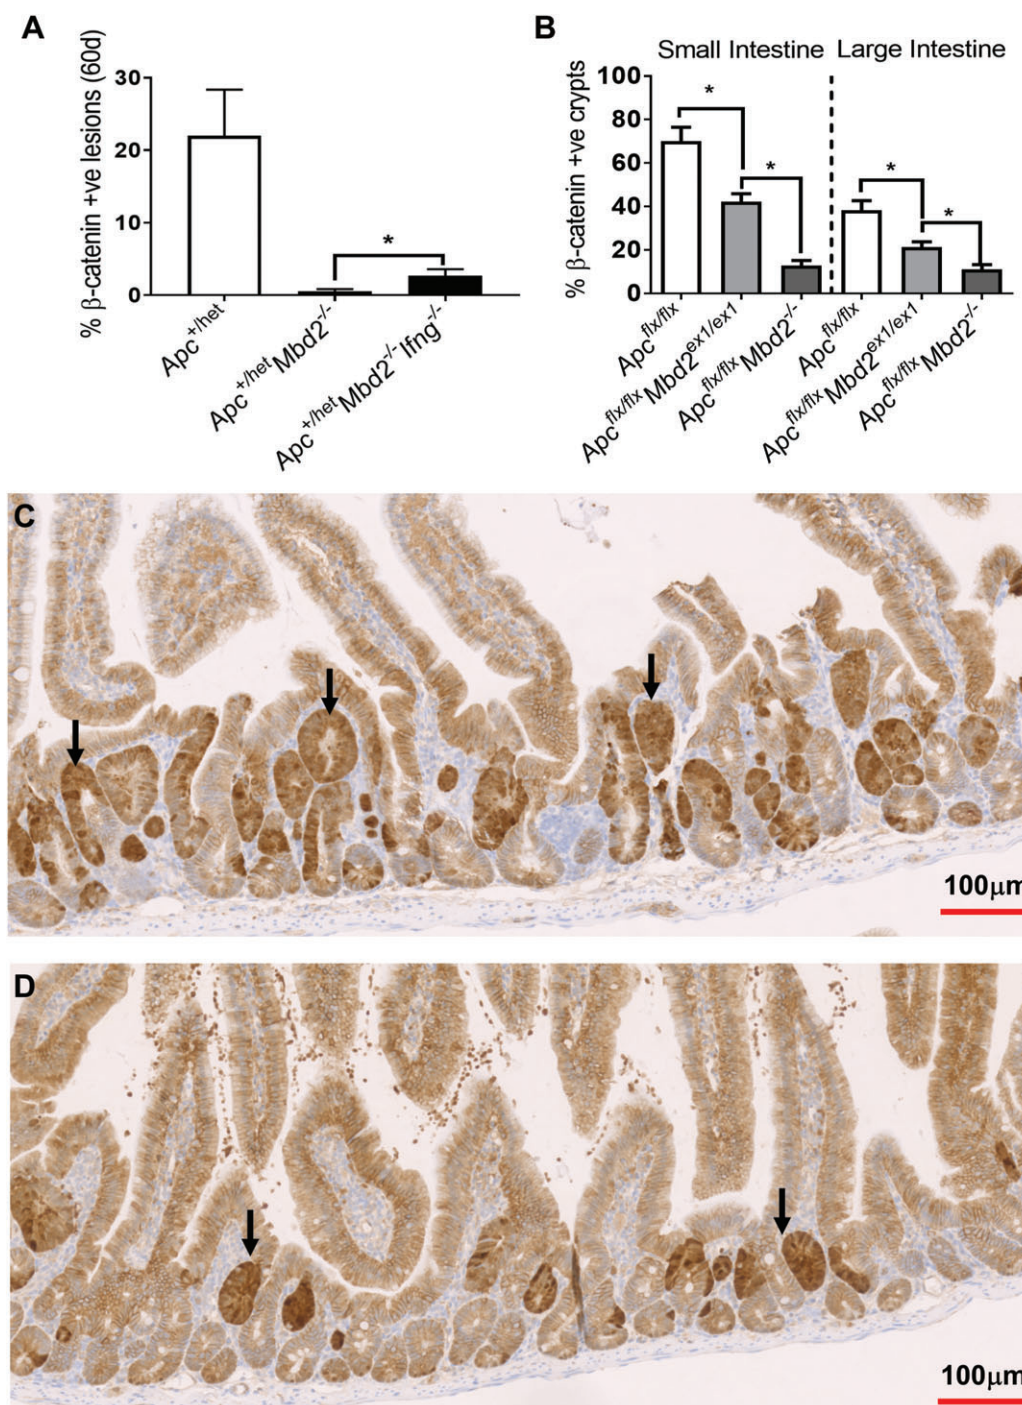 A
% β-catenin +ve lesions (60d)
30
20
10
0
*
Apc+/het
Apc+/hetMbd2-/-
Apc+/hetMbd2-/-Ifng-/-
B
Small Intestine
Large Intestine
% β-catenin +ve crypts
100
80
60
40
20
0
*
*
*
*
Apcflx/flx
Apcflx/flxMbd2ex1/ex1
Apcflx/flxMbd2-/-
Apcflx/flx
Apcflx/flxMbd2ex1/ex1
Apcflx/flxMbd2-/-
C
100μm
D
100μm